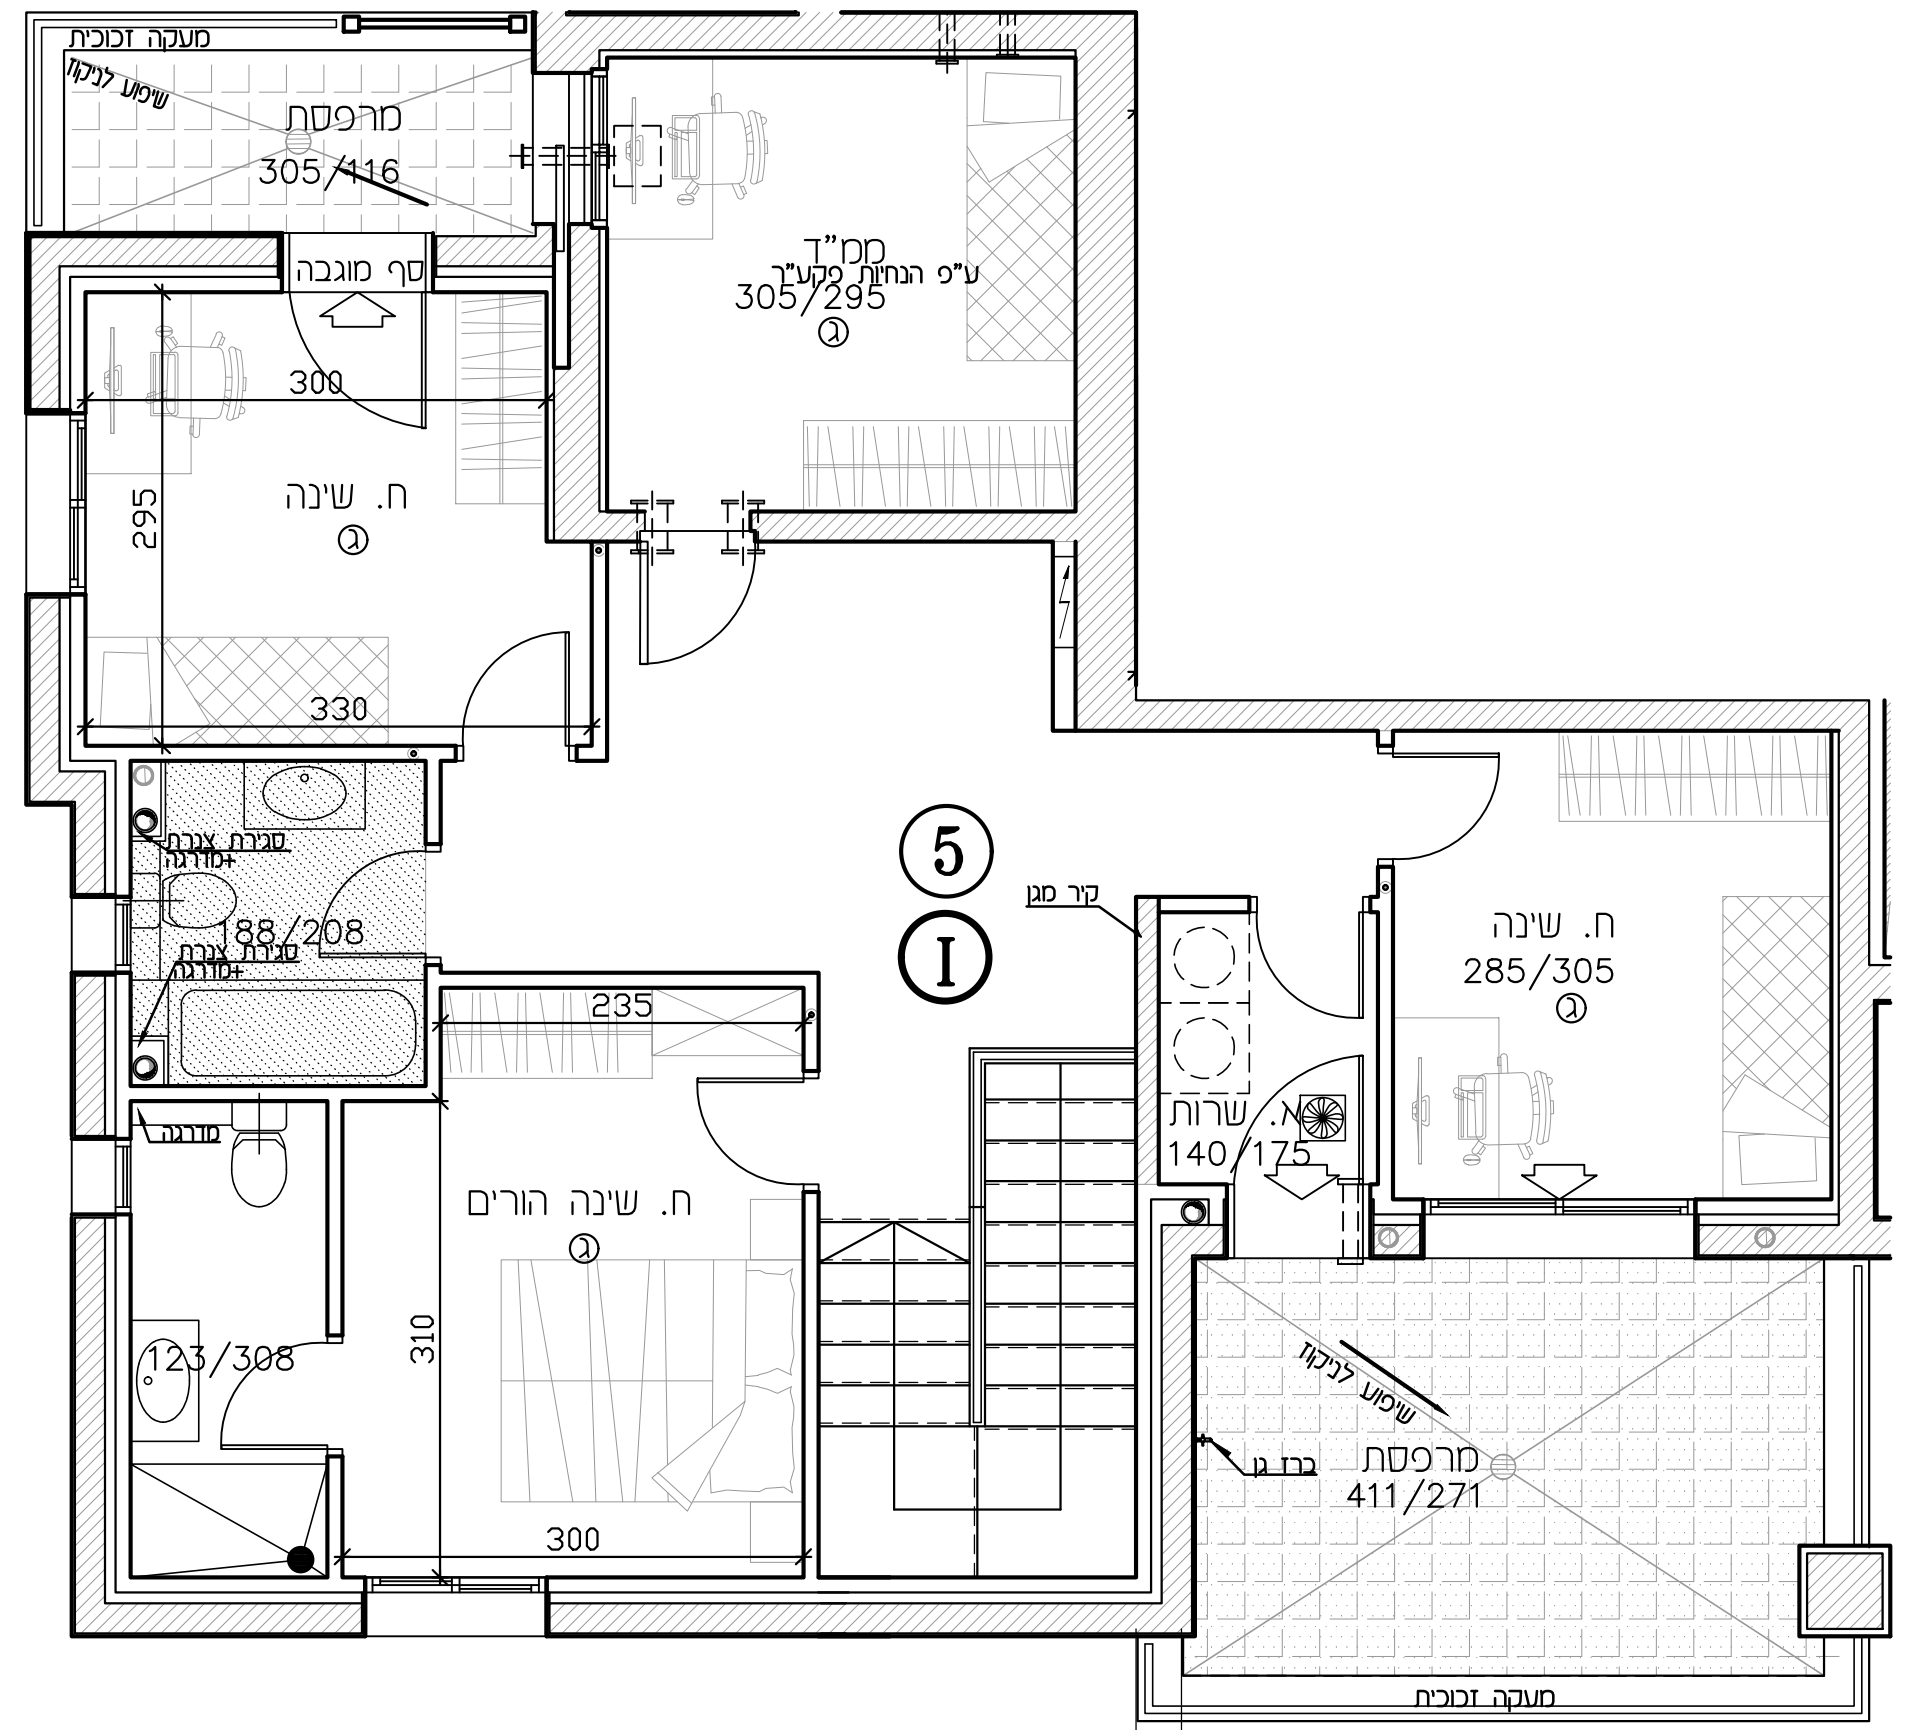 מעקה זכוכית
שיפוע לניקוז
מרפסת
305/116
סף מוגבה
ממ"ד
ע"פ הנחיות פקע"ר
305/295
ג
300
295
ח. שינה
ג
330
סגירת צנרת
+מדרגה
188/208
סגירת צנרת
+מדרגה
5
I
קיר מגן
ח. שינה
285/305
ג
235
מדרגה
א. שרות
140/175
ח. שינה הורים
ג
310
123/308
300
שיפוע לניקוז
ברז גן
מרפסת
411/271
מעקה זכוכית